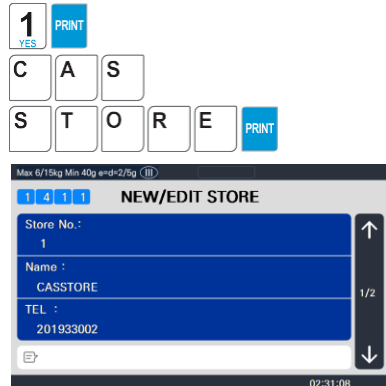 1 PRINT
YES
C A S
S T O R E PRINT
Max 6/15kg Min 40g e=d=2/5g III
1 4 1 1 NEW/EDIT STORE
Store No.:
1
Name :
CASSTORE
1/2
TEL :
201933002
02:31:08